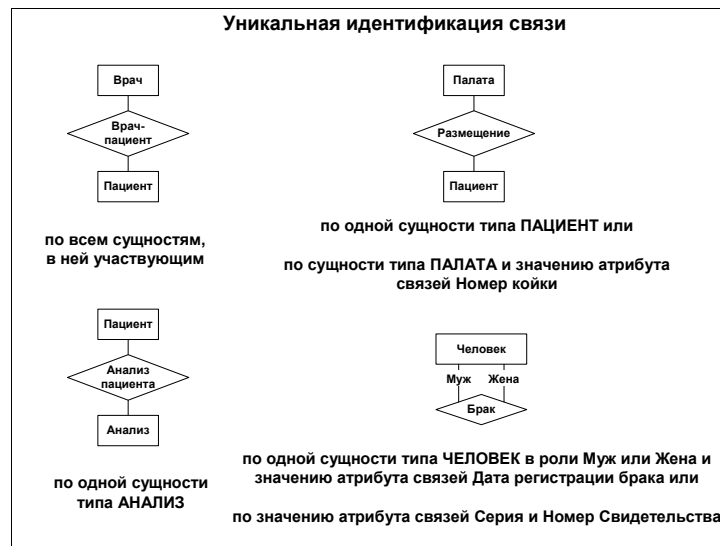 Уникальная идентификация связи
Врач
Врач-
пациент
Пациент
по всем сущностям,
в ней участвующим
Палата
Размещение
Пациент
по одной сущности типа ПАЦИЕНТ или
по сущности типа ПАЛАТА и значению атрибута
связей Номер койки
Пациент
Анализ
пациента
Анализ
по одной сущности
типа АНАЛИЗ
Человек
Муж Жена
Брак
по одной сущности типа ЧЕЛОВЕК в роли Муж или Жена и
значению атрибута связей Дата регистрации брака или
по значению атрибута связей Серия и Номер Свидетельства